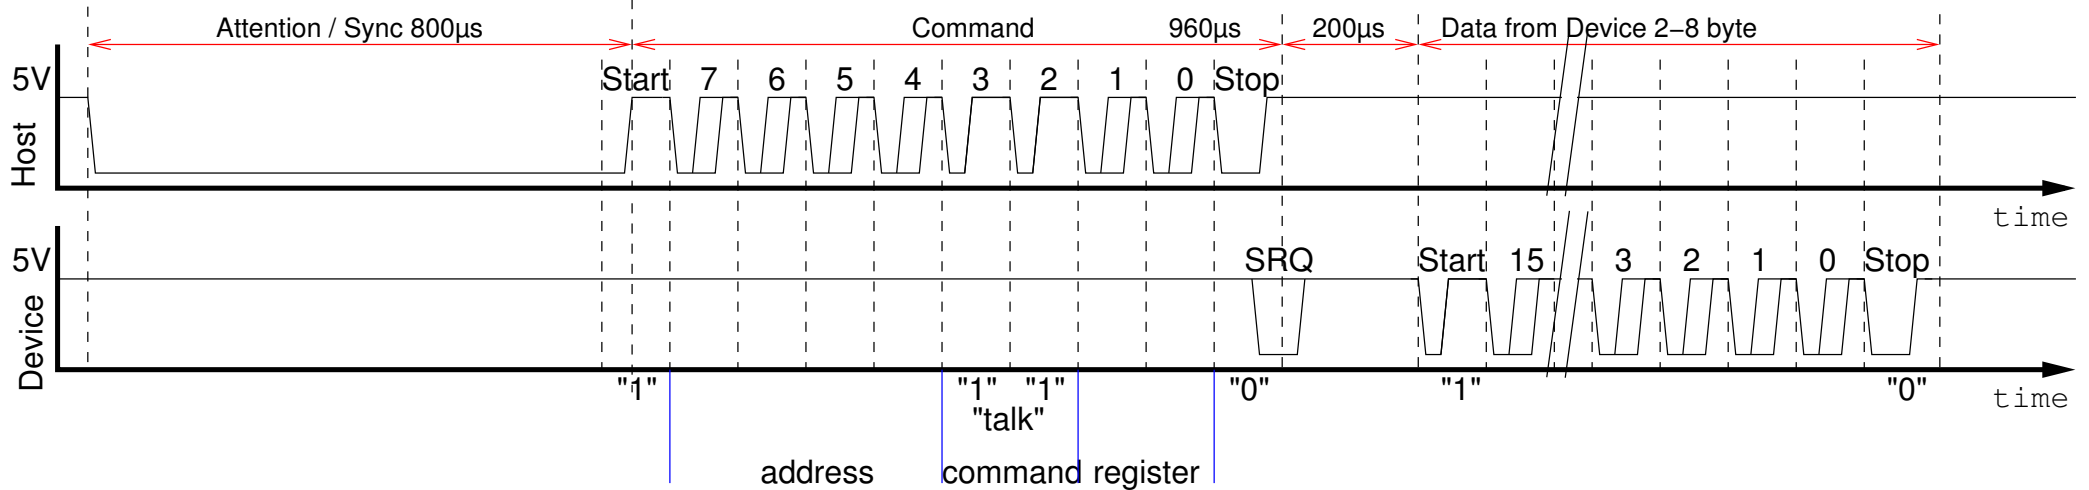 Attention / Sync 800µs Command 960µs 200µs Data from Device 2–8 byte
5V Start 7 6 5 4 3 2 1 0 Stop
Host
time
5V SRQ Start 15 3 2 1 0 Stop
Device
"1" "1" "1" "0" "1" "0"
time
"talk"
address command register